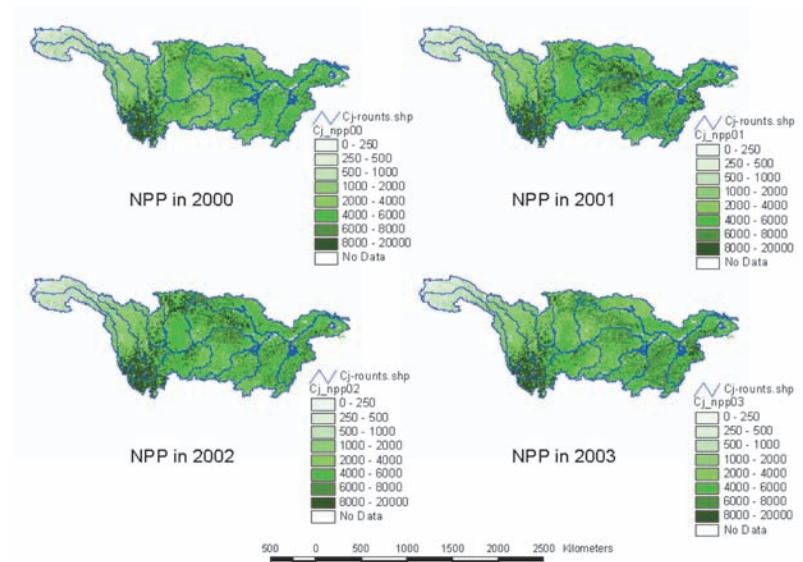 Cj-rounts.shp
Cj_npp00
0 - 250
250 - 500
500 - 1000
1000 - 2000
2000 - 4000
4000 - 6000
6000 - 8000
8000 - 20000
No Data
NPP in 2000
Cj-rounts.shp
Cj_npp01
0 - 250
250 - 500
500 - 1000
1000 - 2000
2000 - 4000
4000 - 6000
6000 - 8000
8000 - 20000
No Data
NPP in 2001
Cj-rounts.shp
Cj_npp02
0 - 250
250 - 500
500 - 1000
1000 - 2000
2000 - 4000
4000 - 6000
6000 - 8000
8000 - 20000
No Data
NPP in 2002
Cj-rounts.shp
Cj_npp03
0 - 250
250 - 500
500 - 1000
1000 - 2000
2000 - 4000
4000 - 6000
6000 - 8000
8000 - 20000
No Data
NPP in 2003
500 0 500 1000 1500 2000 2500 Kilometers